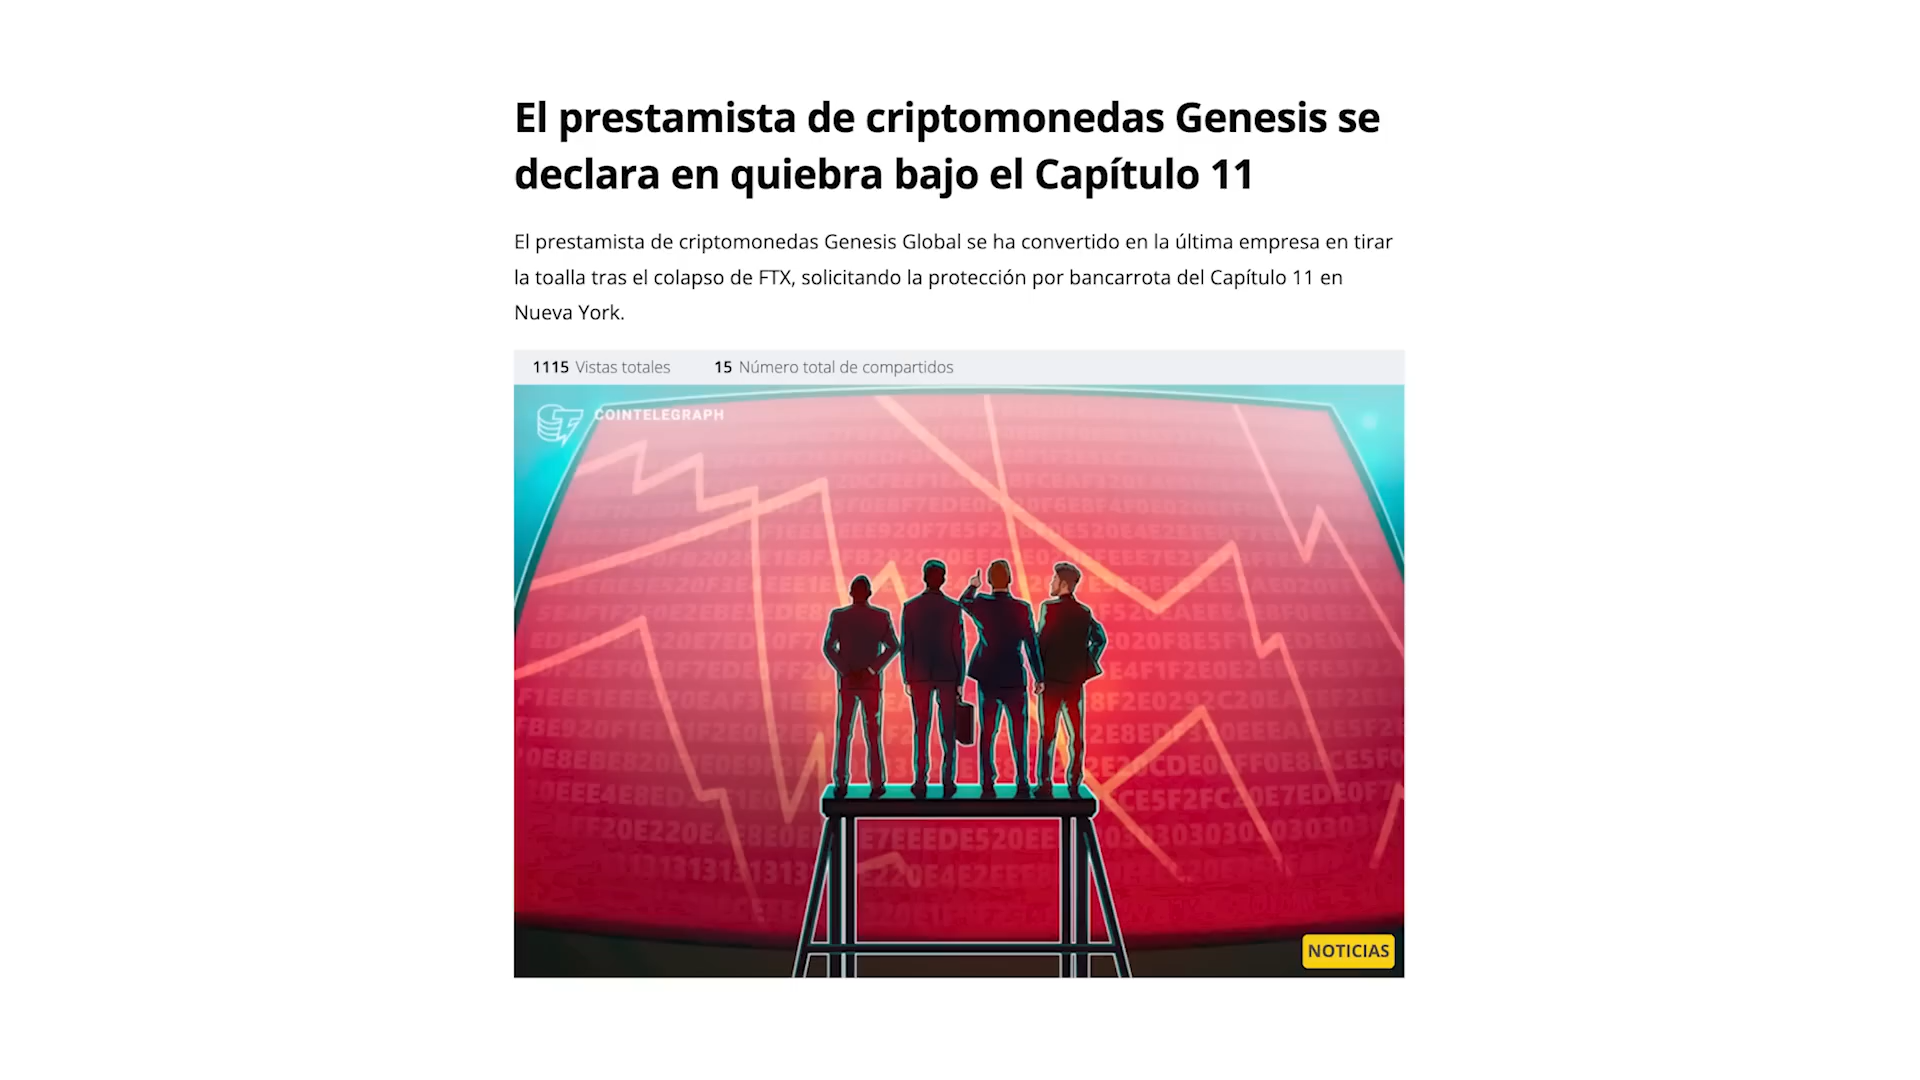 El prestamista de criptomonedas Genesis se
declara en quiebra bajo el Capítulo 11
El prestamista de criptomonedas Genesis Global se ha convertido en la última empresa en tirar
la toalla tras el colapso de FTX, solicitando la protección por bancarrota del Capítulo 11 en
Nueva York.
1115 Vistas totales 15 Número total de compartidos
COINTELEGRAPH
NOTICIAS